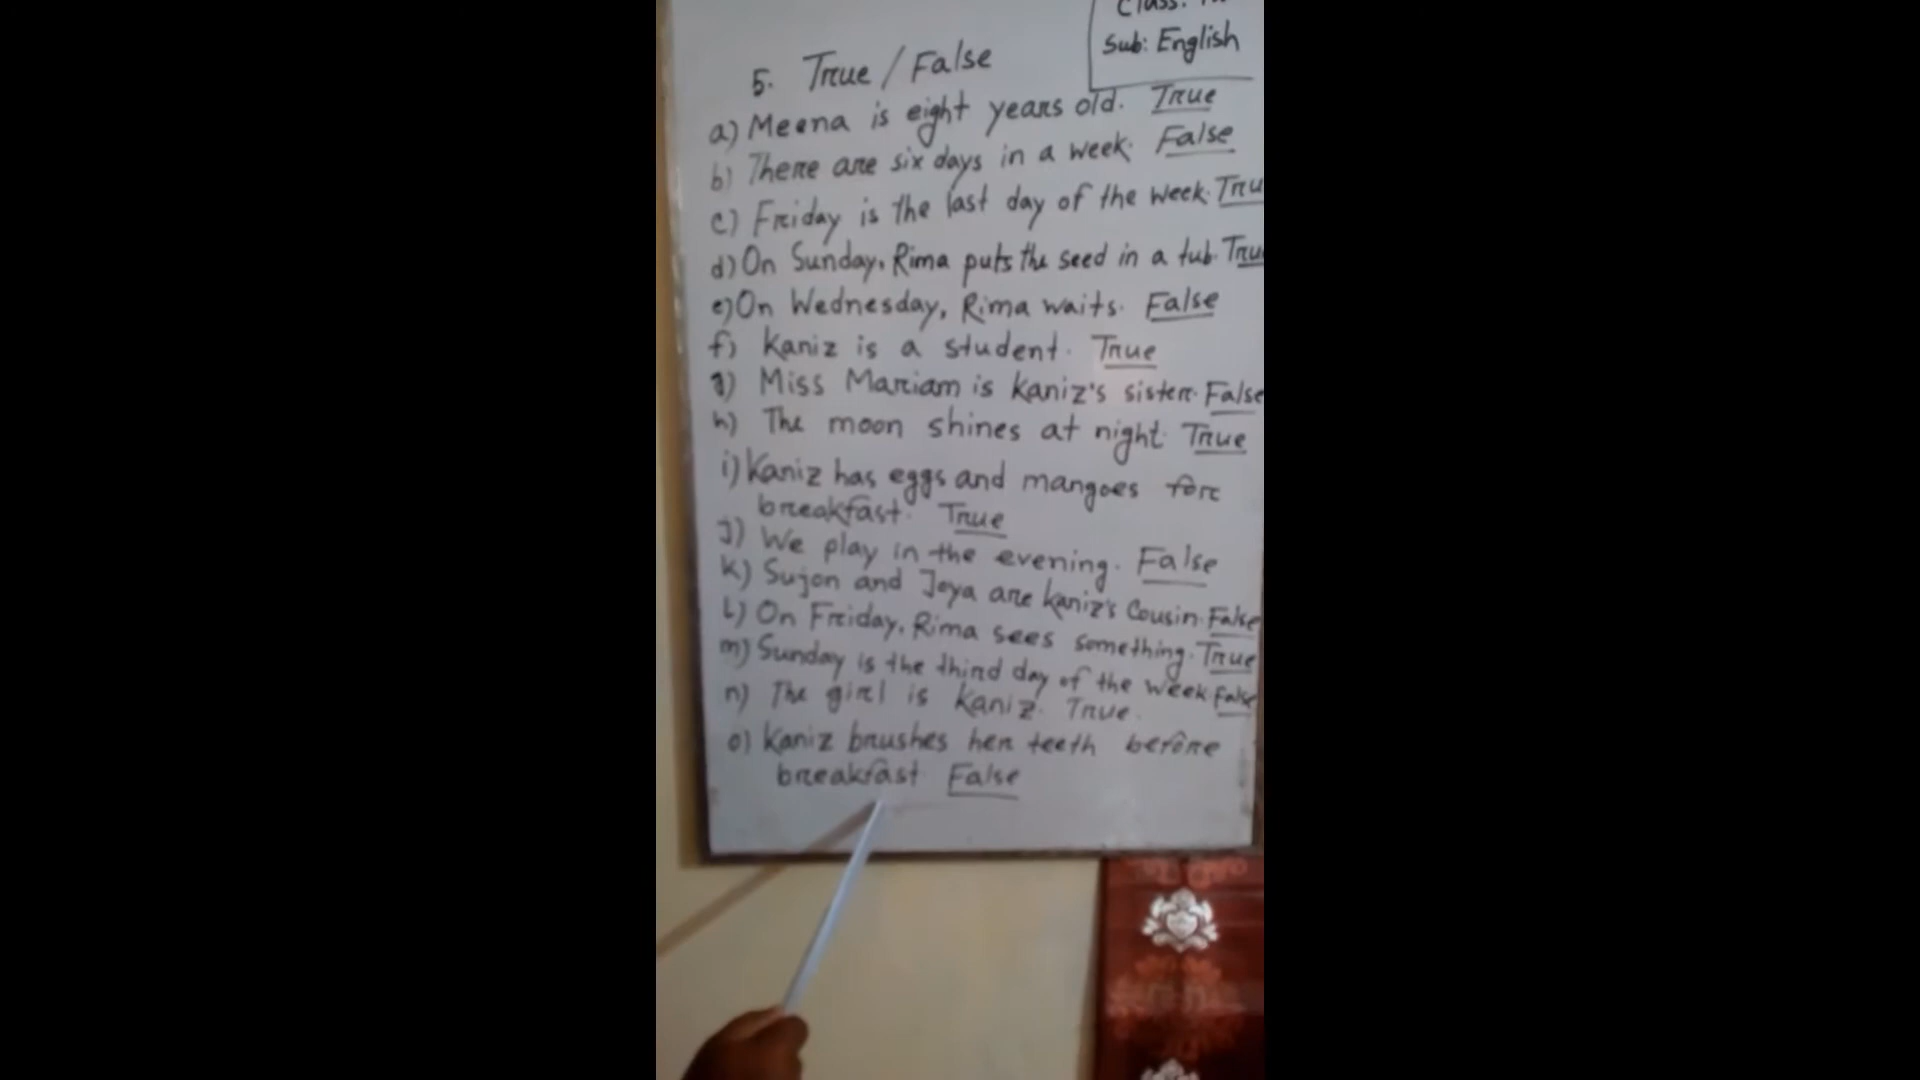 Sub: English
5. True / False
a) Meena is eight years old. True
b) There are six days in a week. False
c) Friday is the last day of the week. Tru
d) On Sunday, Rima puts the seed in a tub. Tru
e) On Wednesday, Rima waits. False
f) Kaniz is a student. True
g) Miss Mariam is Kaniz's sister. False
h) The moon shines at night. True
i) Kaniz has eggs and mangoes for
breakfast. True
j) We play in the evening. False
k) Sujon and Joya are Kaniz's Cousin. False
l) On Friday, Rima sees something. True
m) Sunday is the third day of the week. False
n) The girl is Kaniz. True.
o) Kaniz brushes her teeth before
breakfast. False